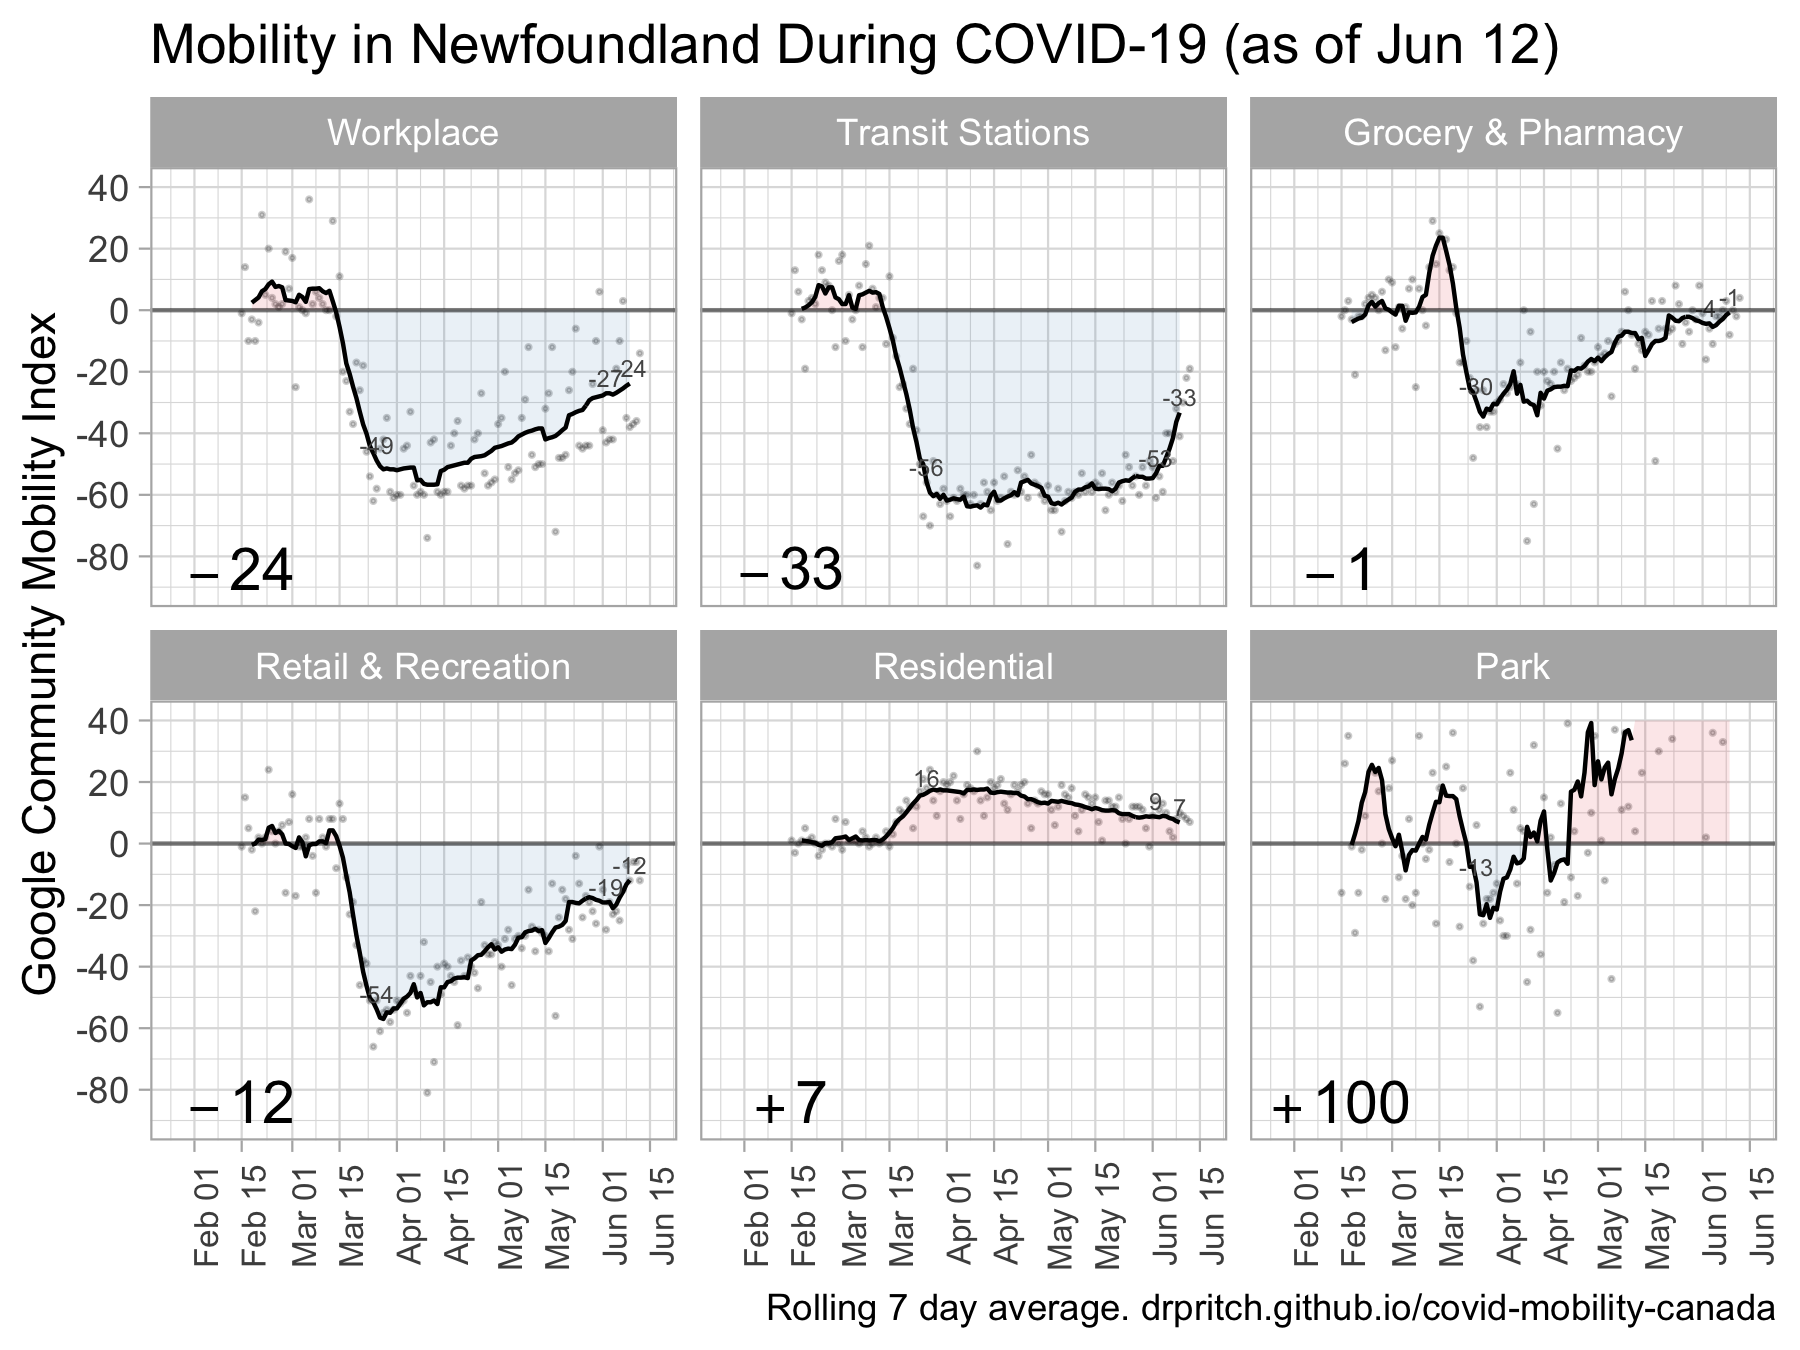 Mobility in Newfoundland During COVID-19 (as of Jun 12)
Google Community Mobility Index
Workplace
Transit Stations
Grocery & Pharmacy
40
20
0
-20
-40
-60
-80
-49
-27
-24
– 24
-56
-53
-33
– 33
-30
-4
-1
– 1
Retail & Recreation
Residential
Park
40
20
0
-20
-40
-60
-80
-54
-19
-12
– 12
16
9
7
+ 7
-13
+ 100
Feb 01
Feb 15
Mar 01
Mar 15
Apr 01
Apr 15
May 01
May 15
Jun 01
Jun 15
Feb 01
Feb 15
Mar 01
Mar 15
Apr 01
Apr 15
May 01
May 15
Jun 01
Jun 15
Feb 01
Feb 15
Mar 01
Mar 15
Apr 01
Apr 15
May 01
May 15
Jun 01
Jun 15
Rolling 7 day average. drpritch.github.io/covid-mobility-canada